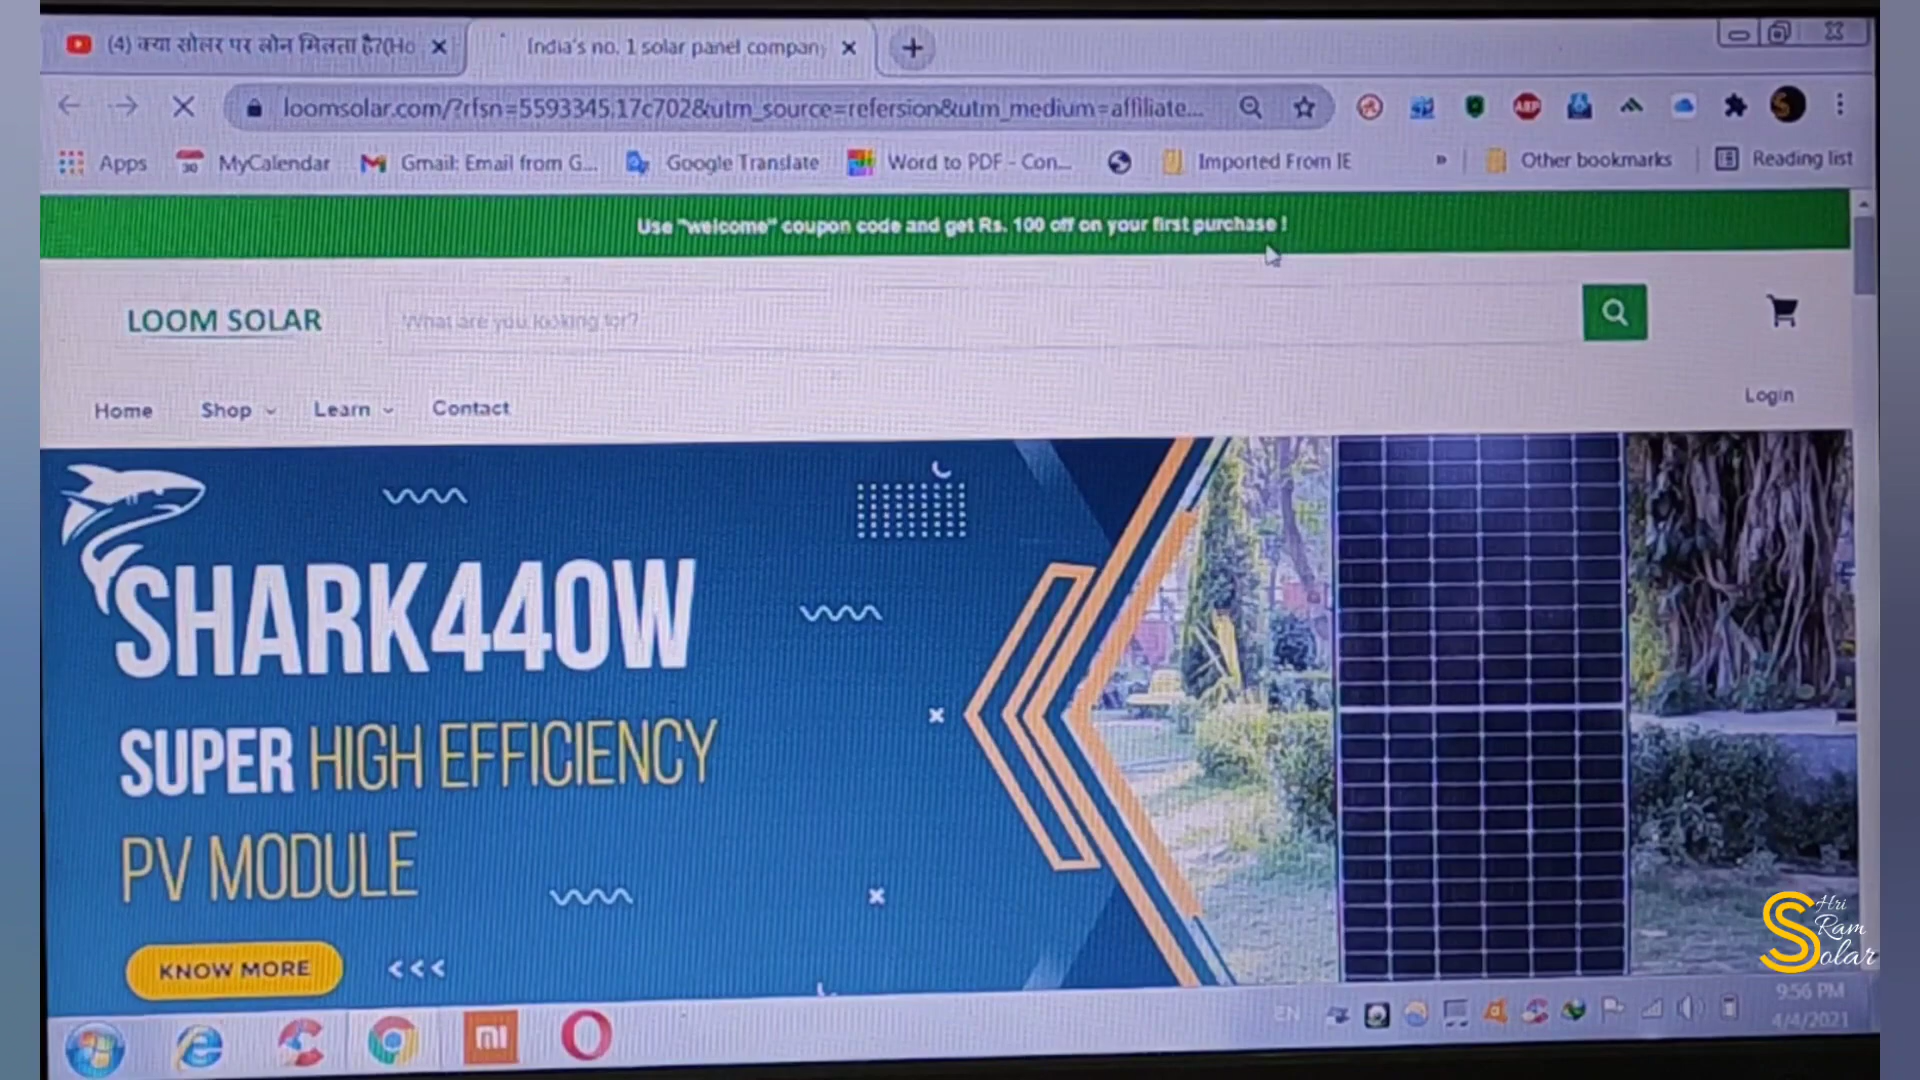 (4) क्या सोलर पर लोन मिलता है?(Ho
India's no. 1 solar panel company
loomsolar.com/?rfsn=5593345.17c702&utm_source=refersion&utm_medium=affiliate...
Apps
MyCalendar
Gmail: Email from G...
Google Translate
Word to PDF - Con...
Imported From IE
»
Other bookmarks
Reading list
Use "welcome" coupon code and get Rs. 100 off on your first purchase !
LOOM SOLAR
What are you looking for?
Home
Shop
Learn
Contact
Login
SHARK440W
SUPER HIGH EFFICIENCY
PV MODULE
KNOW MORE
Shri
Ram
Solar
EN
9:56 PM
4/4/2021
mi
ABP
30